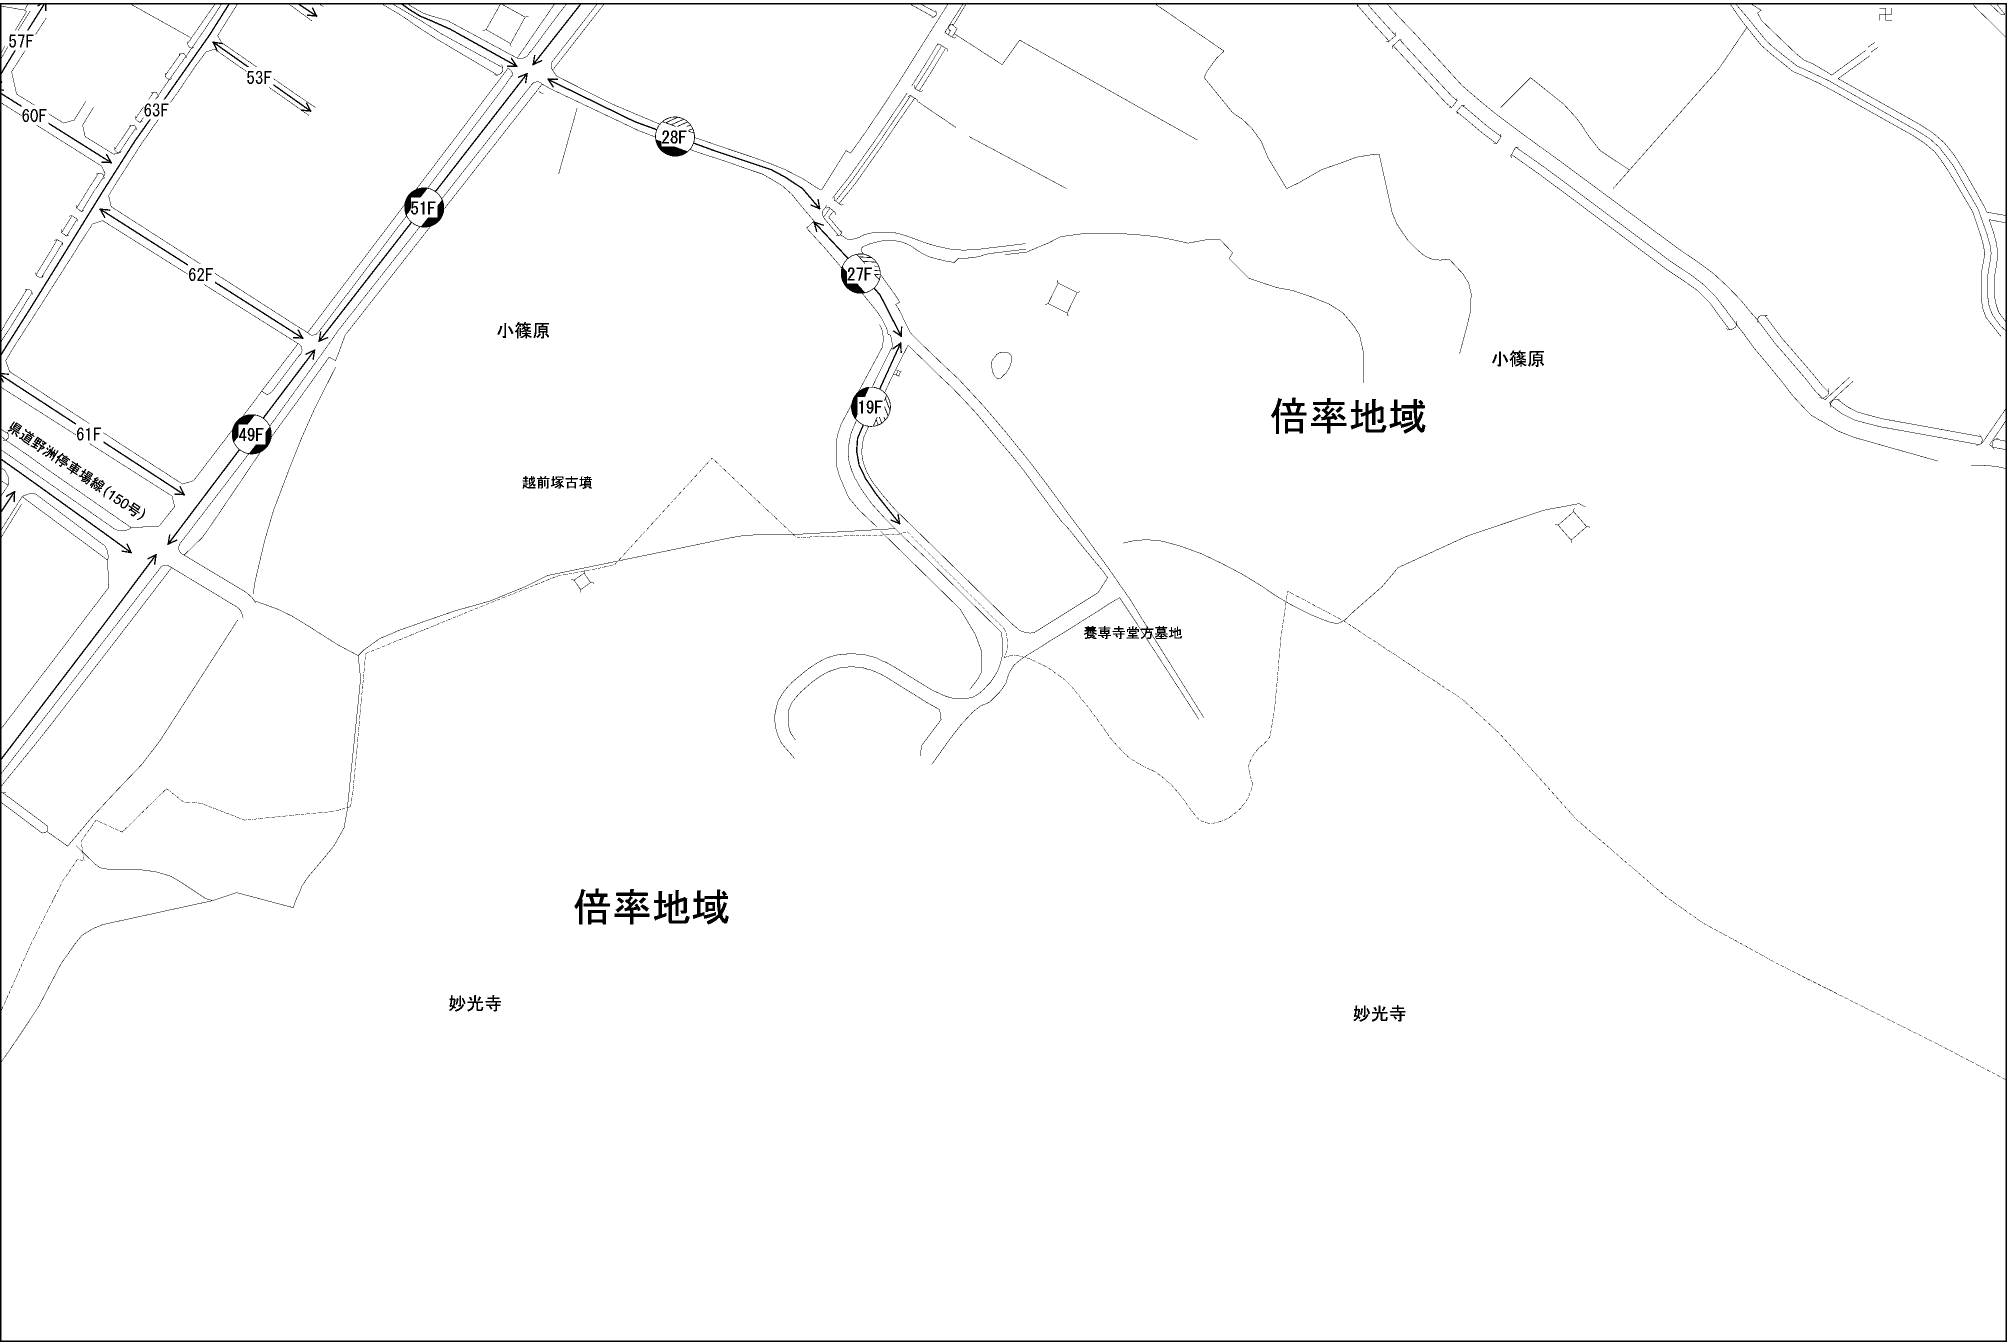 57F
53F
63F
60F
28F
51F
62F
27F
小篠原
小篠原
19F
倍率地域
61F
49F
県道野洲停車場線(150号)
越前塚古墳
養専寺堂方墓地
倍率地域
妙光寺
妙光寺